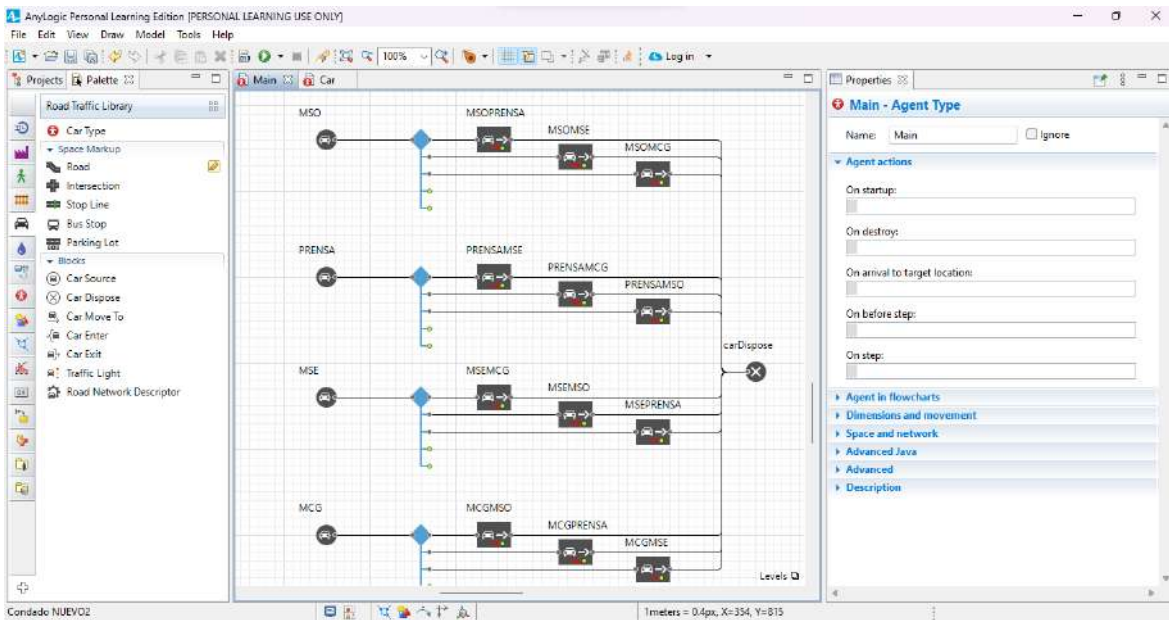 AnyLogic Personal Learning Edition [PERSONAL LEARNING USE ONLY]
File Edit View Draw Model Tools Help
100% Log in
Projects Palette
Road Traffic Library
Car Type
Space Markup
Road
Intersection
Stop Line
Bus Stop
Parking Lot
Blocks
Car Source
Car Dispose
Car Move To
Car Enter
Car Exit
Traffic Light
Road Network Descriptor
Main Car
MSO MSOPRENSA
MSOMSE
MSOMCG
PRENSA PRENSAMSE
PRENSAMCG
PRENSAMSO
carDispose
MSE MSEMCG
MSEMSO
MSEPRENSA
MCG MCGMSO
MCGPRENSA
MCGMSE
Levels
Properties
Main - Agent Type
Name: Main Ignore
Agent actions
On startup:
On destroy:
On arrival to target location:
On before step:
On step:
Agent in flowcharts
Dimensions and movement
Space and network
Advanced Java
Advanced
Description
Condado NUEVO2
1meters = 0.4px, X=354, Y=815